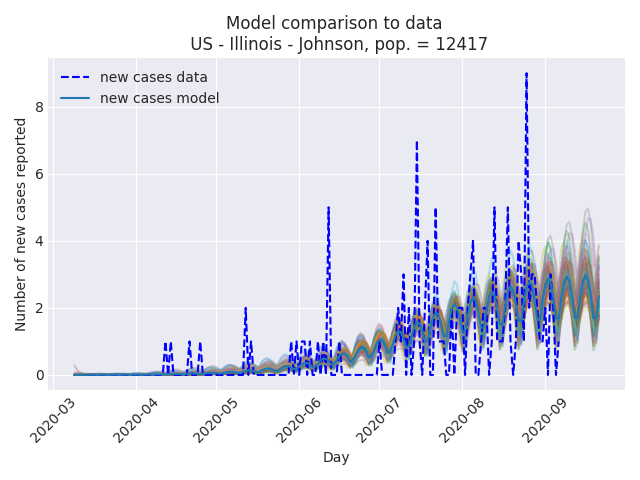 Model comparison to data
US - Illinois - Johnson, pop. = 12417
new cases data
new cases model
Number of new cases reported
8
6
4
2
0
2020-03
2020-04
2020-05
2020-06
2020-07
2020-08
2020-09
Day